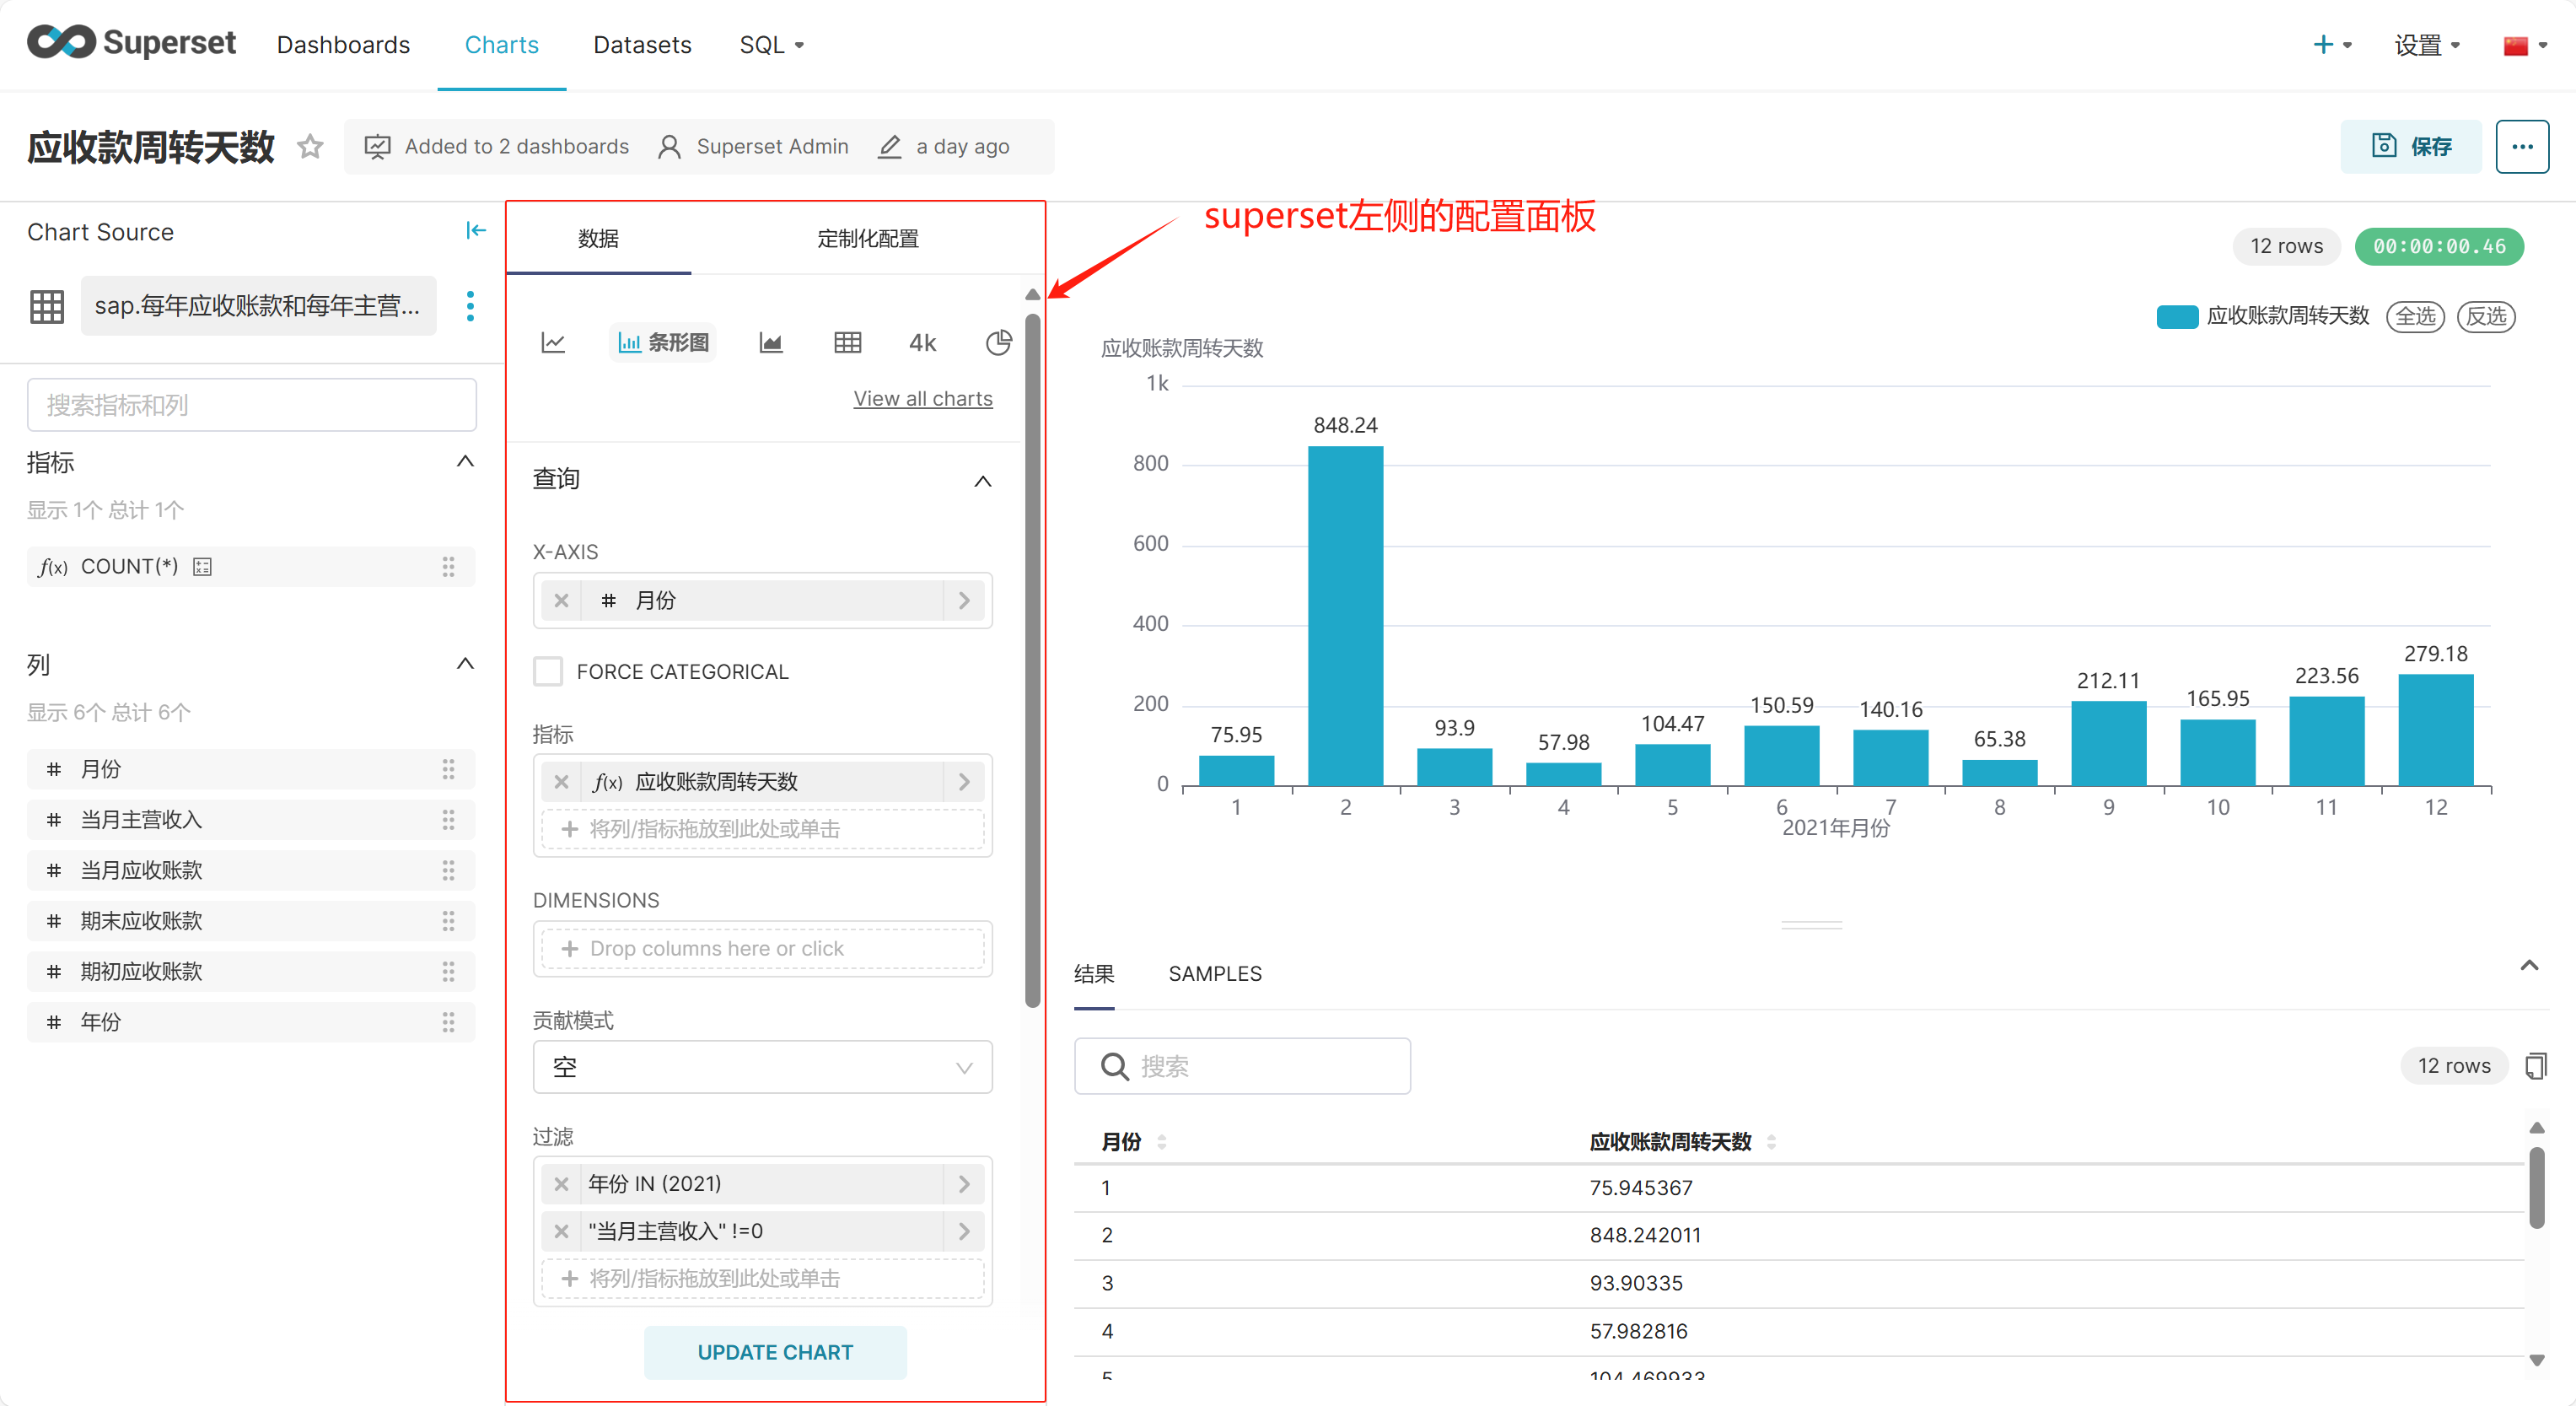 Superset
Dashboards
Charts
Datasets
SQL
设置
应收款周转天数
Added to 2 dashboards
Superset Admin
a day ago
保存
Chart Source
sap.每年应收账款和每年主营...
搜索指标和列
指标
显示 1个 总计 1个
f(x) COUNT(*)
列
显示 6个 总计 6个
# 月份
# 当月主营收入
# 当月应收账款
# 期末应收账款
# 期初应收账款
# 年份
数据
定制化配置
条形图
4k
View all charts
查询
X-AXIS
# 月份
FORCE CATEGORICAL
指标
f(x) 应收账款周转天数
+ 将列/指标拖放到此处或单击
DIMENSIONS
+ Drop columns here or click
贡献模式
空
过滤
年份 IN (2021)
"当月主营收入" !=0
+ 将列/指标拖放到此处或单击
UPDATE CHART
superset左侧的配置面板
12 rows
00:00:00.46
应收账款周转天数
全选
反选
应收账款周转天数
1k
800
600
400
200
0
75.95
848.24
93.9
57.98
104.47
150.59
140.16
65.38
212.11
165.95
223.56
279.18
1 2 3 4 5 6 7 8 9 10 11 12
2021年月份
结果
SAMPLES
搜索
12 rows
月份 应收账款周转天数
1 75.945367
2 848.242011
3 93.90335
4 57.982816
5 104.469933